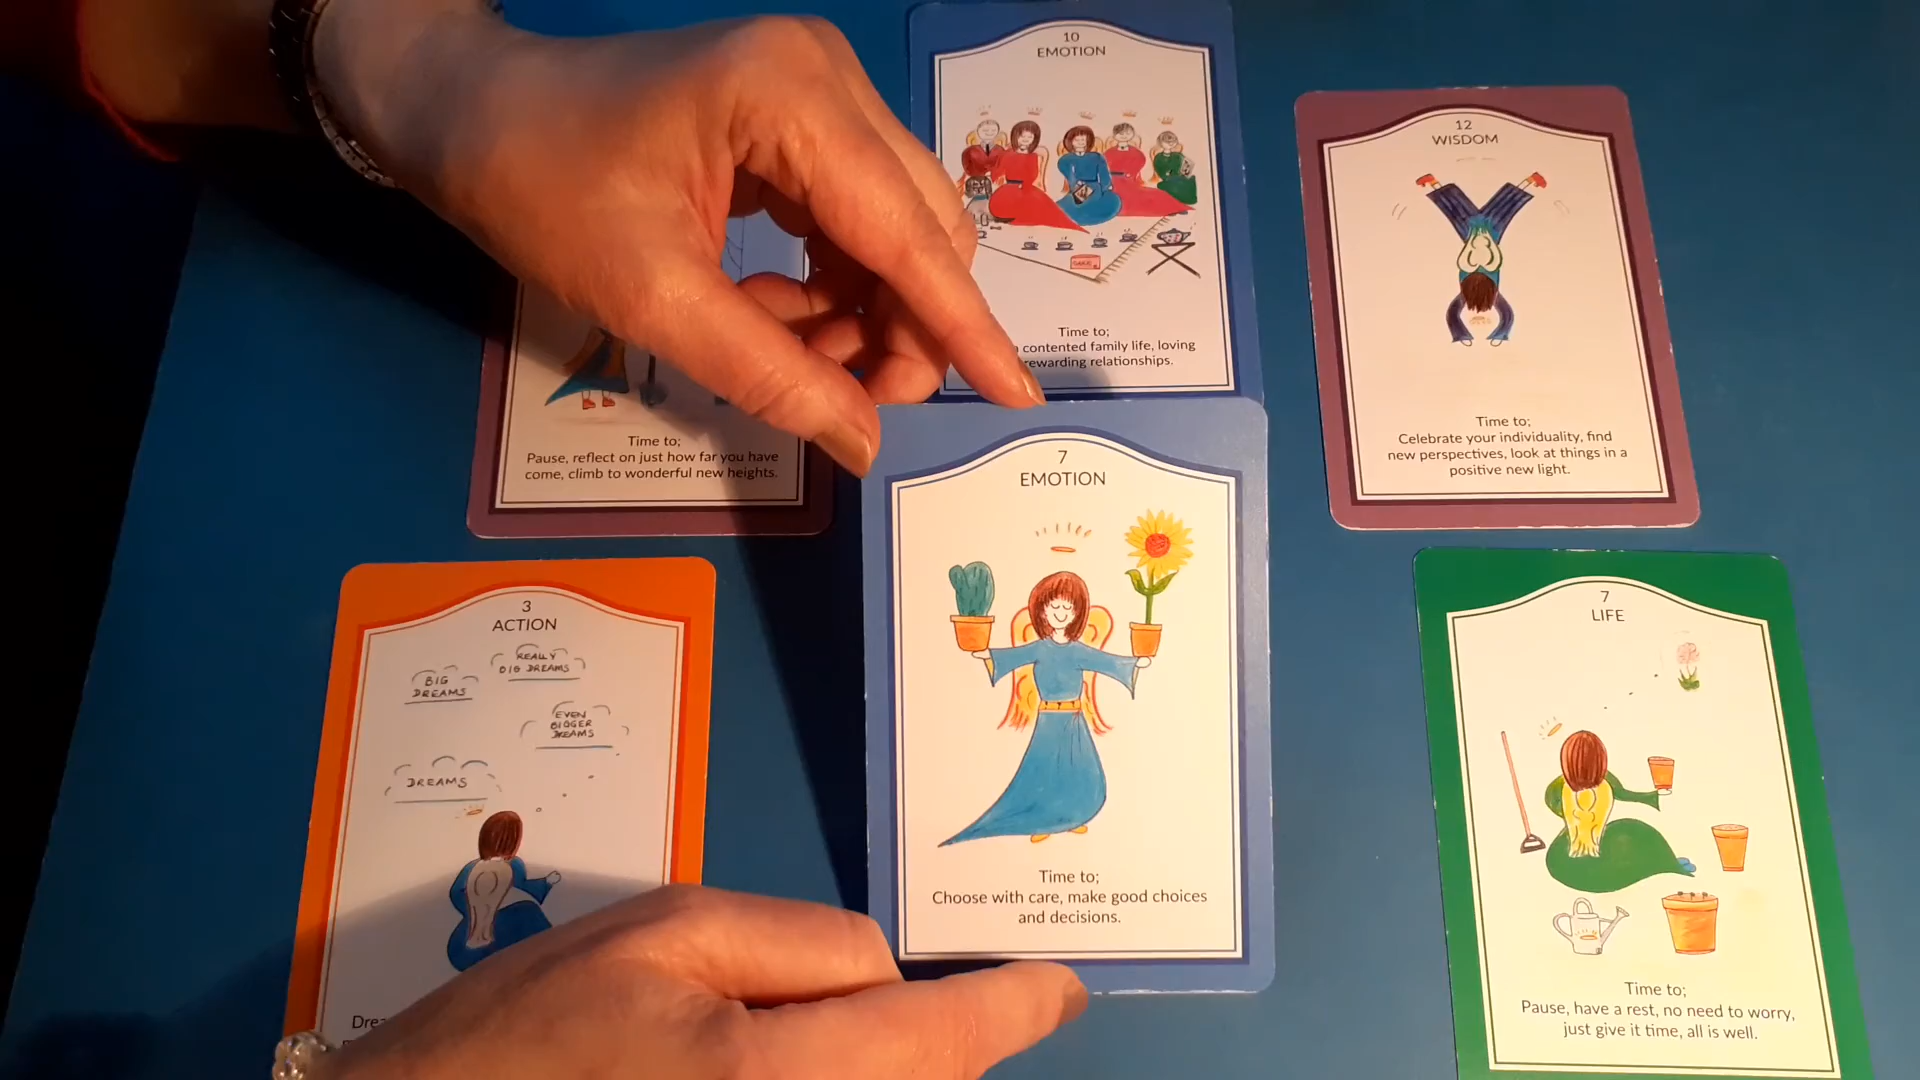 10
EMOTION
Time to;
contented family life, loving
rewarding relationships.
12
WISDOM
Time to;
Celebrate your individuality, find
new perspectives, look at things in a
positive new light.
Time to;
Pause, reflect on just how far you have
come, climb to wonderful new heights.
7
EMOTION
Time to;
Choose with care, make good choices
and decisions.
3
ACTION
REALLY
BIG DREAMS
BIG
DREAMS
EVEN
BIGGER
DREAMS
DREAMS
7
LIFE
Time to;
Pause, have a rest, no need to worry,
just give it time, all is well.